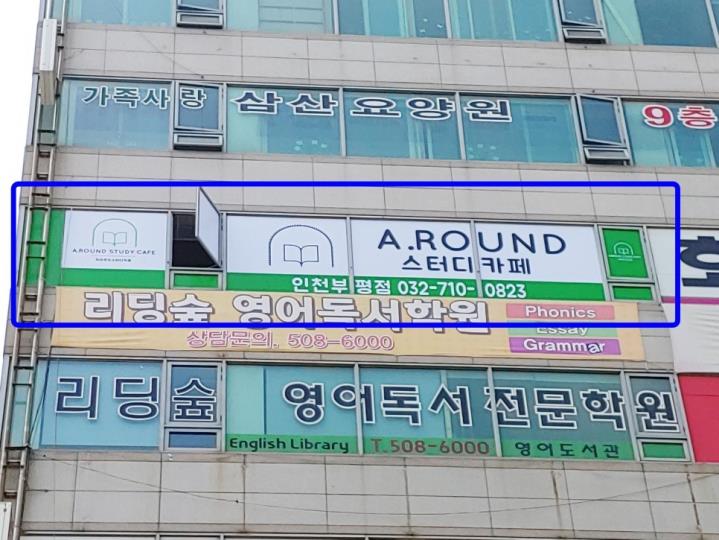 가족사랑 삼산요양원 9층
A.ROUND STUDY CAFE
A.ROUND
스터디카페
인천부평점 032-710-0823
리딩숲 영어독서학원
상담문의. 508-6000
Phonics
Essay
Grammar
리딩숲 영어독서전문학원
English Library T.508-6000 영어도서관